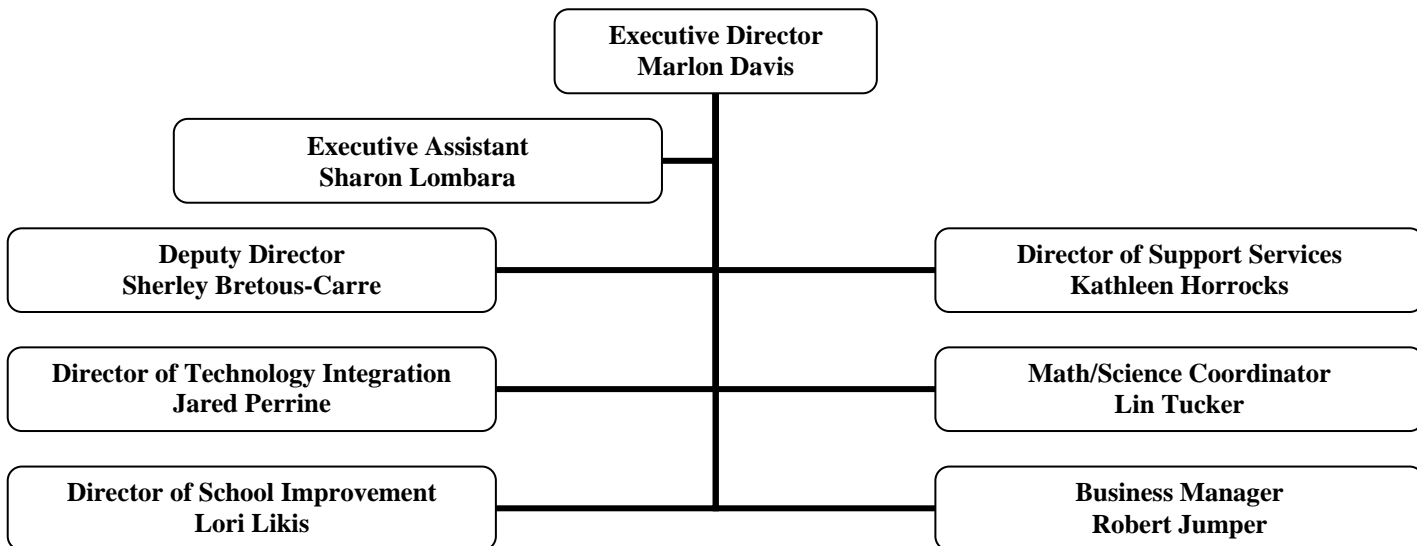 Executive Director
Marlon Davis
Executive Assistant
Sharon Lombara
Deputy Director
Sherley Bretous-Carre
Director of Support Services
Kathleen Horrocks
Director of Technology Integration
Jared Perrine
Math/Science Coordinator
Lin Tucker
Director of School Improvement
Lori Likis
Business Manager
Robert Jumper